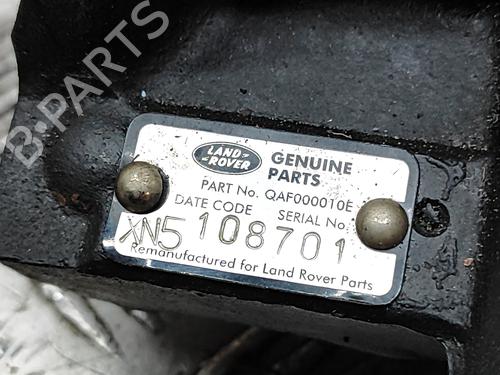 B-PARTS
LAND
ROVER
GENUINE
PARTS
PART No. QAF000010E
DATE CODE SERIAL No.
XN5 108701
Remanufactured for Land Rover Parts